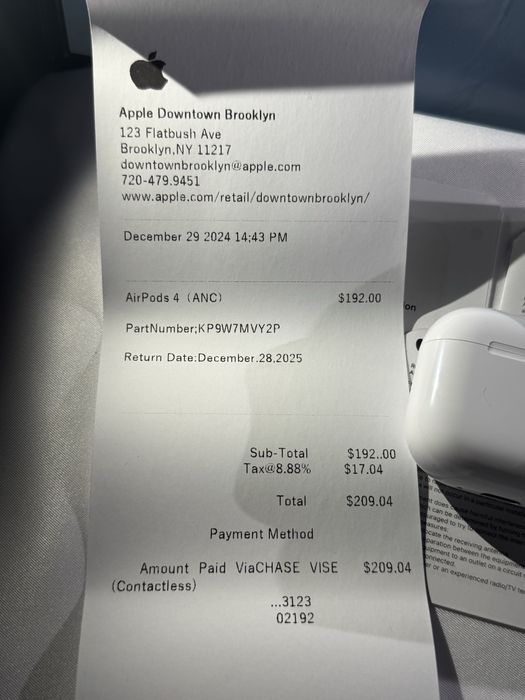 Apple Downtown Brooklyn
123 Flatbush Ave
Brooklyn,NY 11217
downtownbrooklyn@apple.com
720-479.9451
www.apple.com/retail/downtownbrooklyn/
December 29 2024 14;43 PM
AirPods 4 (ANC) $192.00
PartNumber;KP9W7MVY2P
Return Date:December.28,2025
Sub-Total $192..00
Tax@8.88% $17.04
Total $209.04
Payment Method
Amount Paid ViaCHASE VISE $209.04
(Contactless)
...3123
02192
on